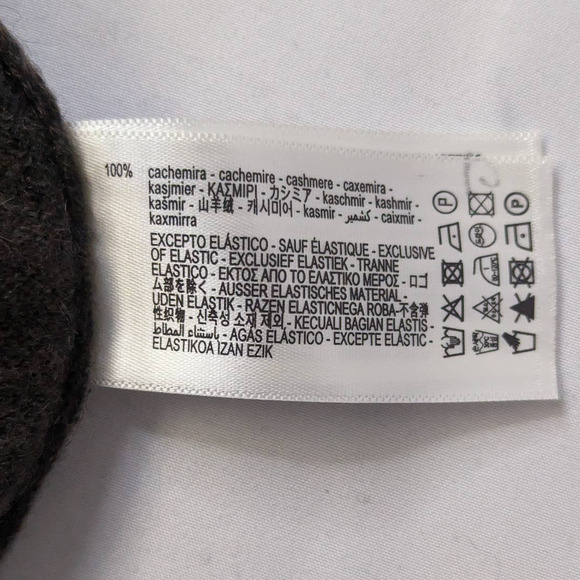 100% cachemira - cachemire - cashmere - caxemira -
kasjmier - ΚΑΣΜΙΡΙ - カシミア - kaschmir - kashmir -
kašmir - 山羊绒 - 캐시미어 - kasmir - كشمير - caixmir -
kaxmirra
EXCEPTO ELÁSTICO - SAUF ÉLASTIQUE - EXCLUSIVE
OF ELASTIC - EXCLUSIEF ELASTIEK - TRANNE
ELASTICO - ΕΚΤΟΣ ΑΠΟ ΤΟ ΕΛΑΣΤΙΚΟ ΜΕΡΟΣ - ロゴ
ム部を除く - AUSSER ELASTISCHES MATERIAL -
UDEN ELASTIK - RAZEN ELASTICNEGA ROBA-不含弹
性织物 - 신축성 소재 제외 - KECUALI BAGIAN ELASTIS -
باستثناء المطاط - AGÁS ELÁSTICO - EXCEPTE ELÀSTIC -
ELASTIKOA IZAN EZIK
P
P